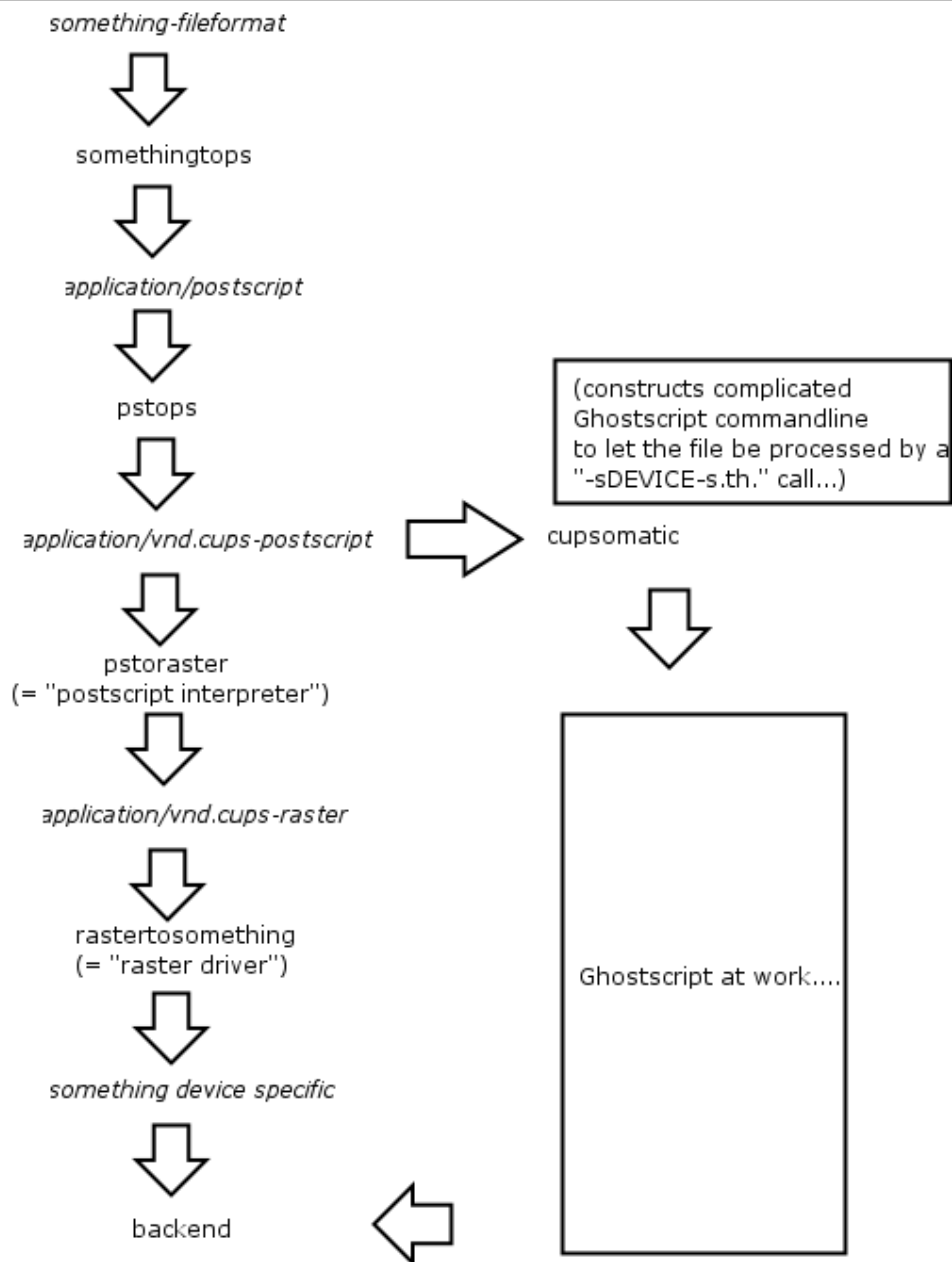 something-fileformat
somethingtops
application/postscript
pstops
(constructs complicated
Ghostscript commandline
to let the file be processed by a
"-sDEVICE-s.th." call...)
application/vnd.cups-postscript
cupsomatic
pstoraster
(= "postscript interpreter")
application/vnd.cups-raster
rastertosomething
(= "raster driver")
Ghostscript at work....
something device specific
backend